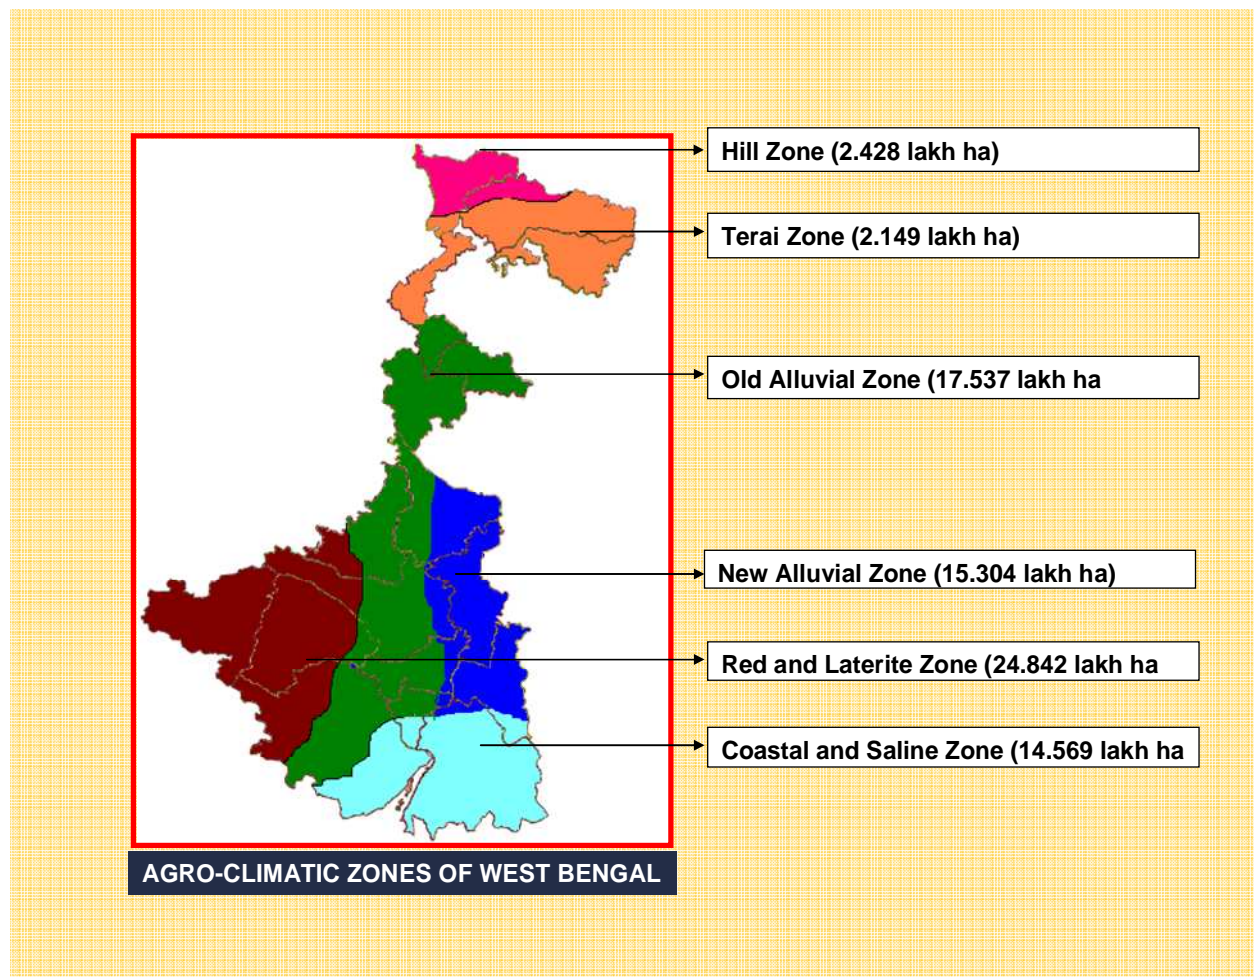 Hill Zone (2.428 lakh ha)
Terai Zone (2.149 lakh ha)
Old Alluvial Zone (17.537 lakh ha
New Alluvial Zone (15.304 lakh ha)
Red and Laterite Zone (24.842 lakh ha
Coastal and Saline Zone (14.569 lakh ha
AGRO-CLIMATIC ZONES OF WEST BENGAL